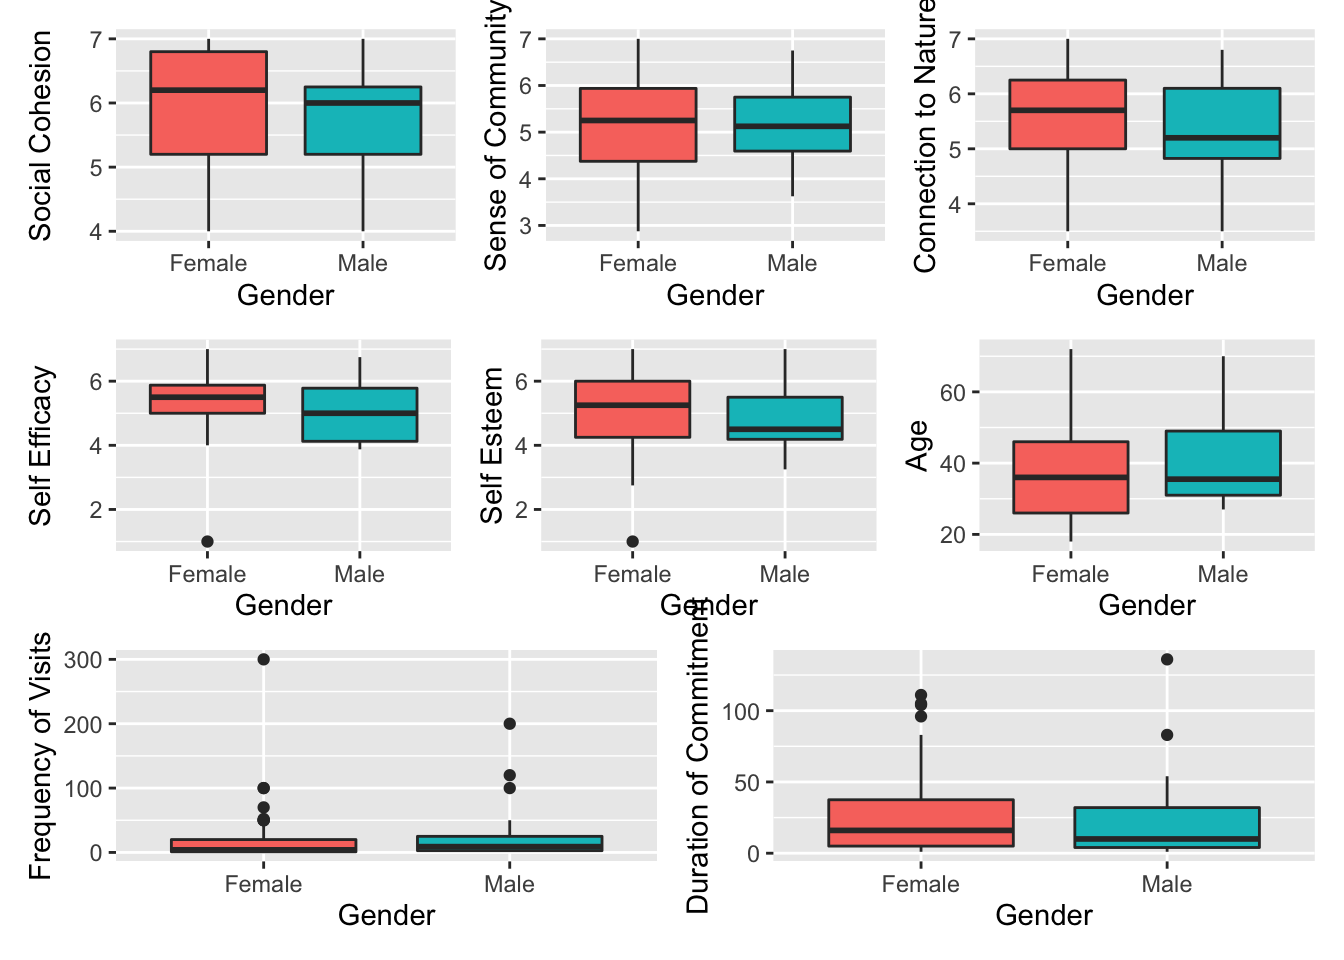 Social Cohesion
7
6
5
4
Female Male
Gender
Sense of Community
7
6
5
4
3
Female Male
Gender
Connection to Nature
7
6
5
4
Female Male
Gender
Self Efficacy
6
4
2
Female Male
Gender
Self Esteem
6
4
2
Female Male
Gender
Age
60
40
20
Female Male
Gender
Frequency of Visits
300
200
100
0
Female Male
Gender
Duration of Commitment
100
50
0
Female Male
Gender